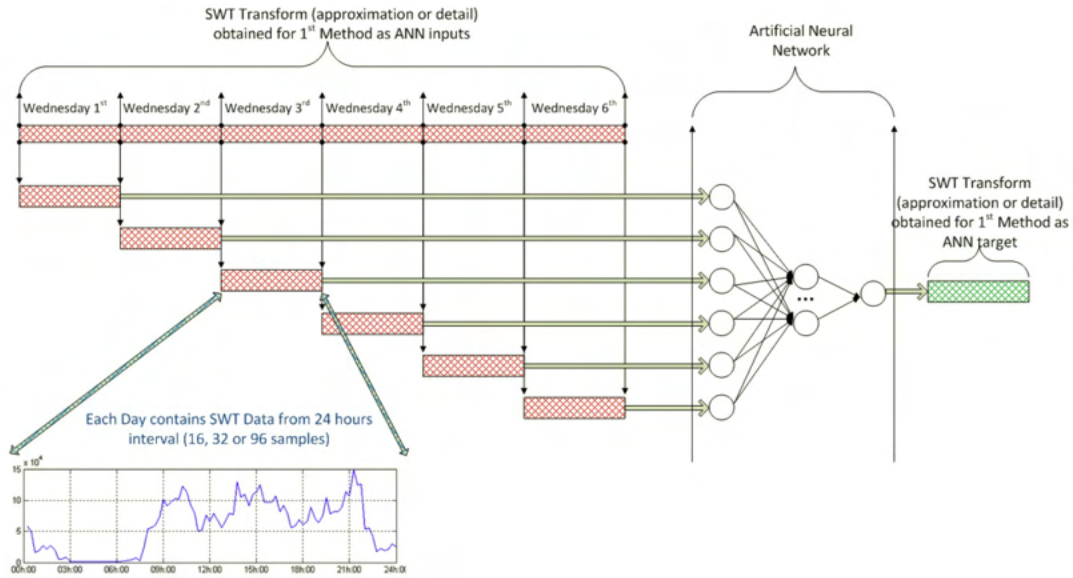 SWT Transform (approximation or detail)
obtained for 1st Method as ANN inputs
Artificial Neural
Network
Wednesday 1st Wednesday 2nd Wednesday 3rd Wednesday 4th Wednesday 5th Wednesday 6th
SWT Transform
(approximation or detail)
obtained for 1st Method as
ANN target
...
Each Day contains SWT Data from 24 hours
interval (16, 32 or 96 samples)
x 10^4
15
10
5
0
00h:00 03h:00 06h:00 09h:00 12h:00 15h:00 18h:00 21h:00 24h:0